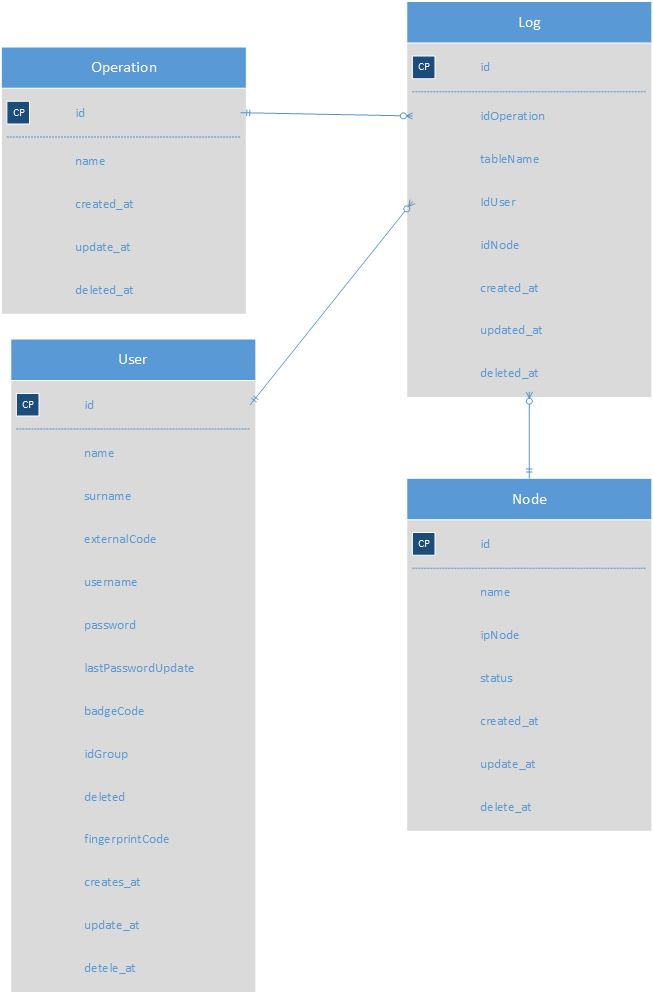 Operation
CP id
name
created_at
update_at
deleted_at
Log
CP id
idOperation
tableName
IdUser
idNode
created_at
updated_at
deleted_at
User
CP id
name
surname
externalCode
username
password
lastPasswordUpdate
badgeCode
idGroup
deleted
fingerprintCode
creates_at
update_at
detele_at
Node
CP id
name
ipNode
status
created_at
update_at
delete_at